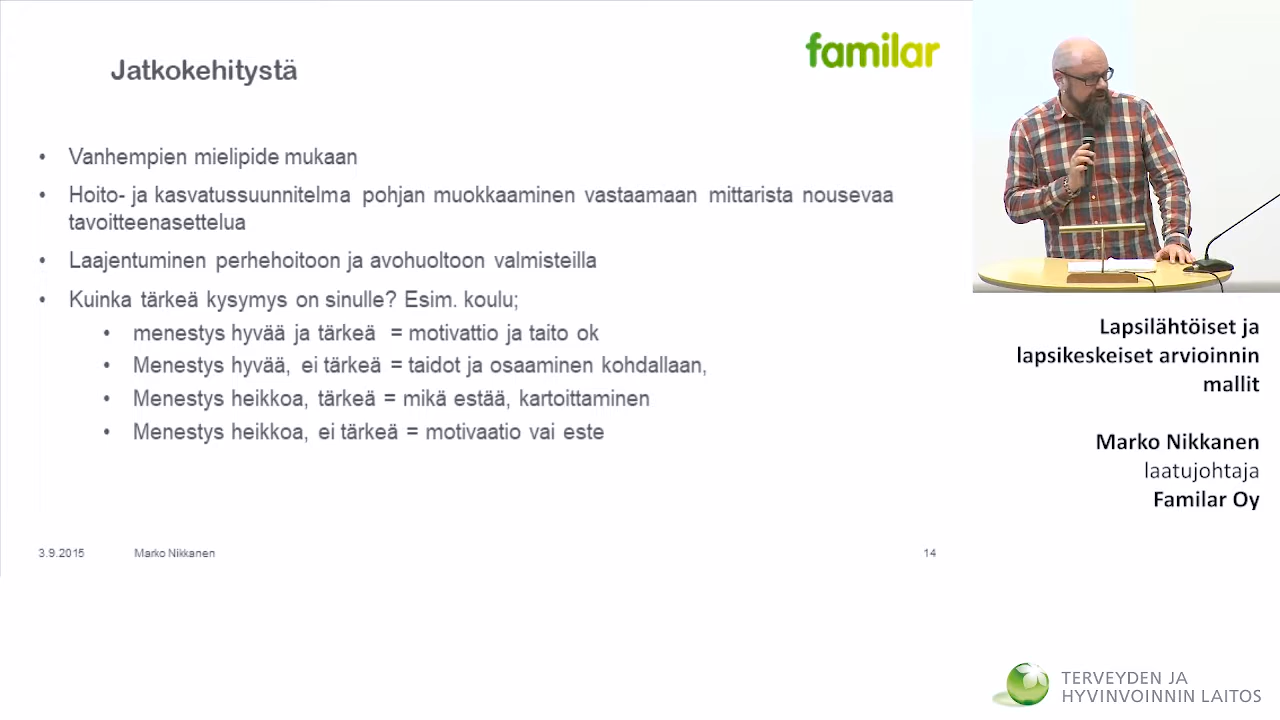 familar
Jatkokehitystä
• Vanhempien mielipide mukaan
• Hoito- ja kasvatussuunnitelma pohjan muokkaaminen vastaamaan mittarista nousevaa
tavoitteenasettelua
• Laajentuminen perhehoitoon ja avohuoltoon valmisteilla
• Kuinka tärkeä kysymys on sinulle? Esim. koulu;
• menestys hyvää ja tärkeä = motivattio ja taito ok
• Menestys hyvää, ei tärkeä = taidot ja osaaminen kohdallaan,
• Menestys heikkoa, tärkeä = mikä estää, kartoittaminen
• Menestys heikkoa, ei tärkeä = motivaatio vai este
3.9.2015 Marko Nikkanen 14
Lapsilähtöiset ja
lapsikeskeiset arvioinnin
mallit
Marko Nikkanen
laatujohtaja
Familar Oy
TERVEYDEN JA
HYVINVOINNIN LAITOS